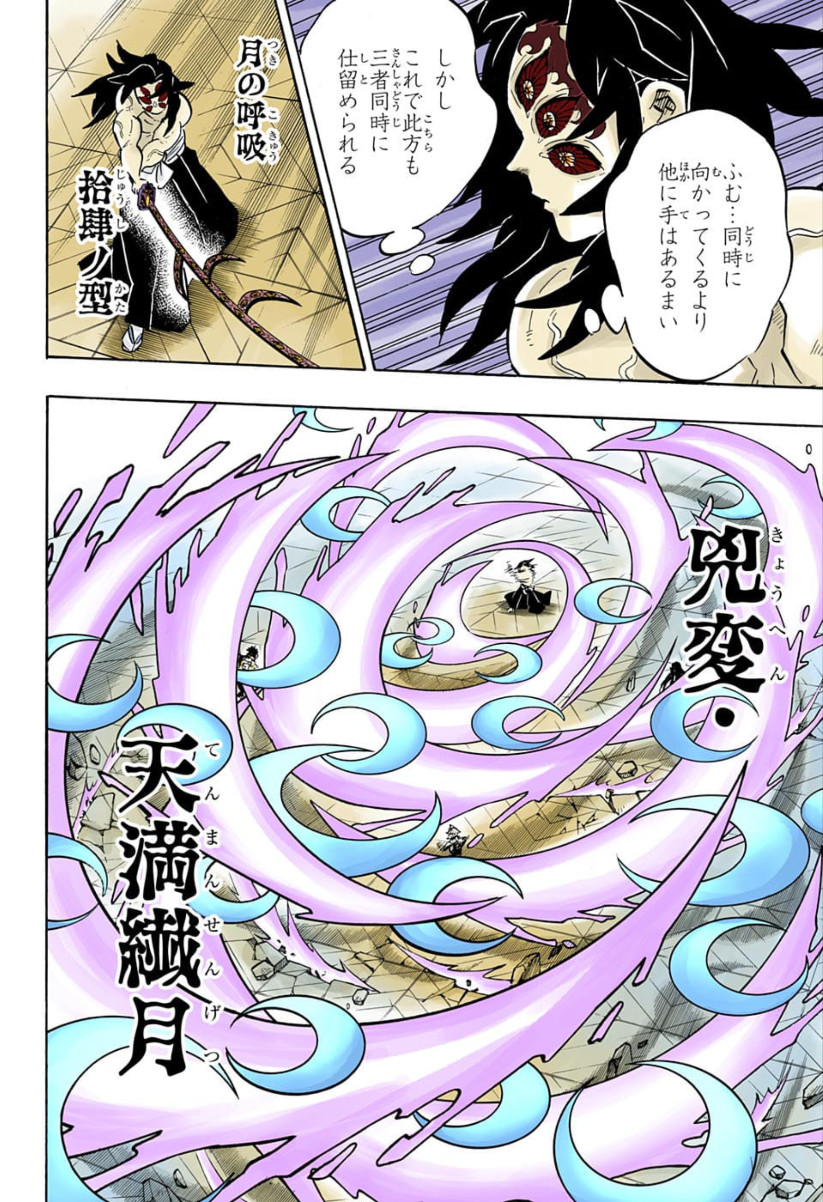 ふむ…同時に
向かってくるより
他に手はあるまい
しかし
これで此方も
三者同時に
仕留められる
月の呼吸
拾肆ノ型
兇変・
天満繊月